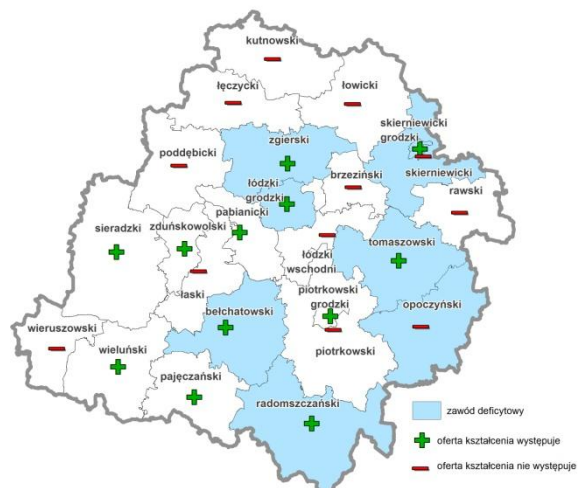 kutnowski
łęczycki
łowicki
skierniewicki
grodzki
zgierski
poddębicki
brzeziński
skierniewicki
łódzki
grodzki
rawski
pabianicki
sieradzki
zduńskowolski
tomaszowski
łódzki
wschodni
łaski
piotrkowski
grodzki
opoczyński
bełchatowski
wieruszowski
wieluński
piotrkowski
pajęczański
radomszczański
zawód deficytowy
oferta kształcenia występuje
oferta kształcenia nie występuje